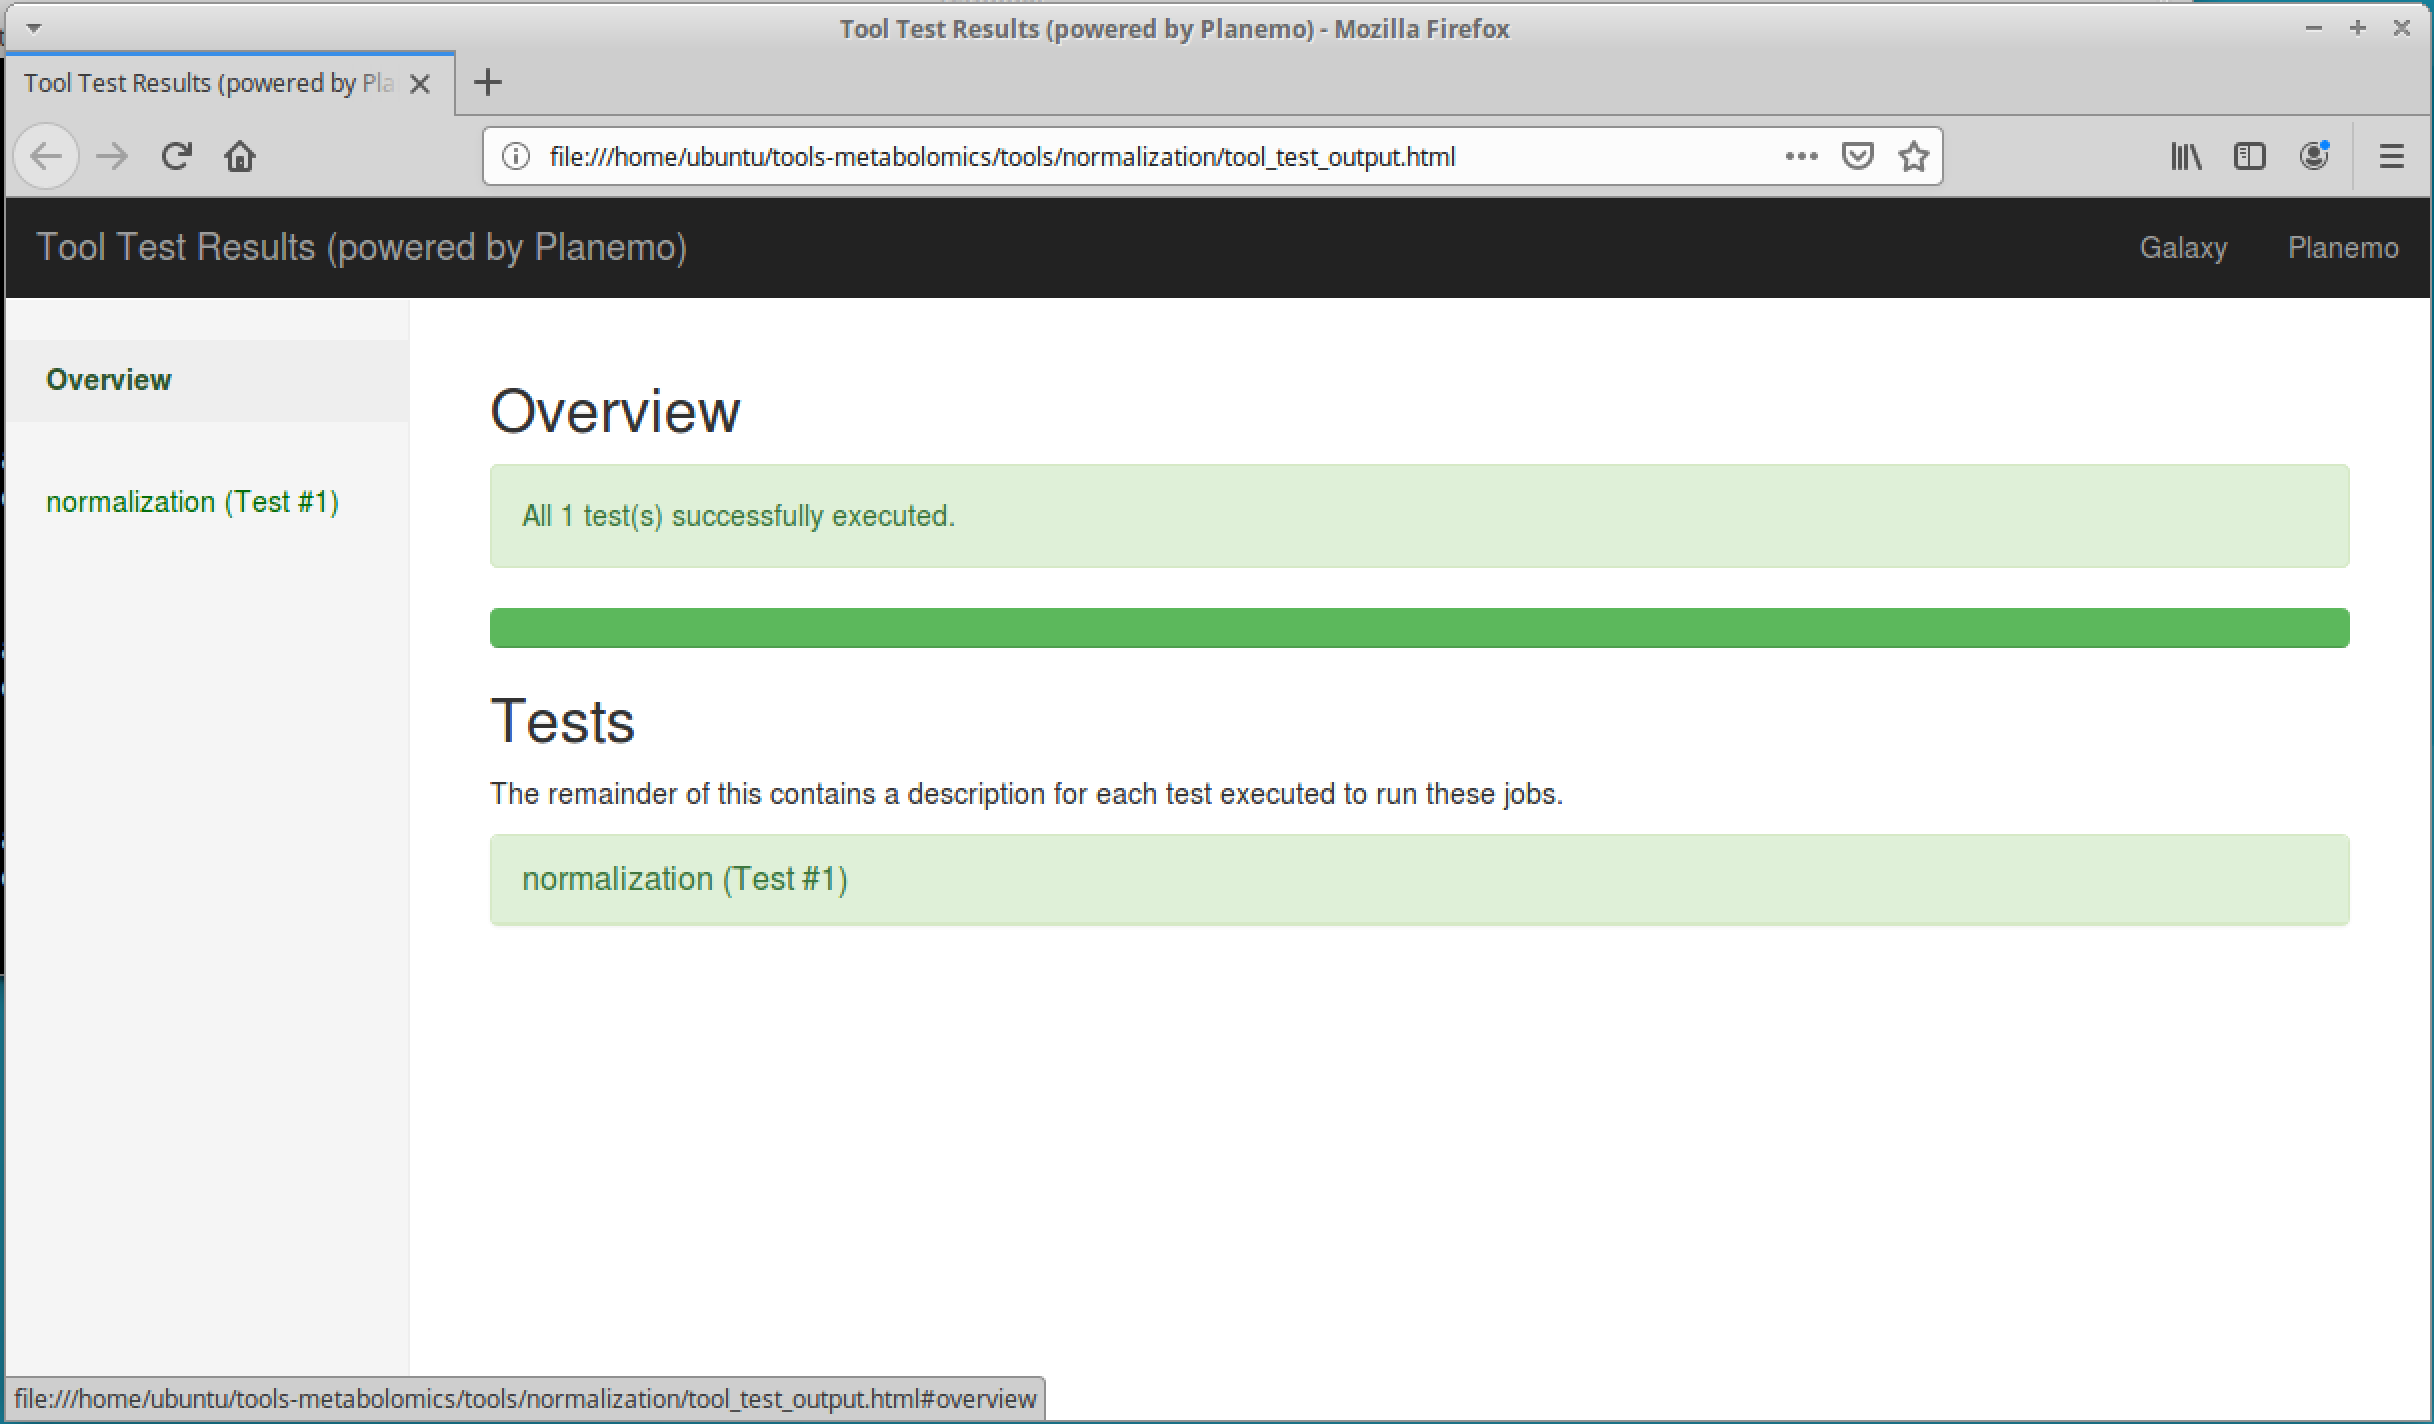 Tool Test Results (powered by Planemo) - Mozilla Firefox
Tool Test Results (powered by Pla
file:///home/ubuntu/tools-metabolomics/tools/normalization/tool_test_output.html
Tool Test Results (powered by Planemo)
Galaxy
Planemo
Overview
normalization (Test #1)
Overview
All 1 test(s) successfully executed.
Tests
The remainder of this contains a description for each test executed to run these jobs.
normalization (Test #1)
file:///home/ubuntu/tools-metabolomics/tools/normalization/tool_test_output.html#overview